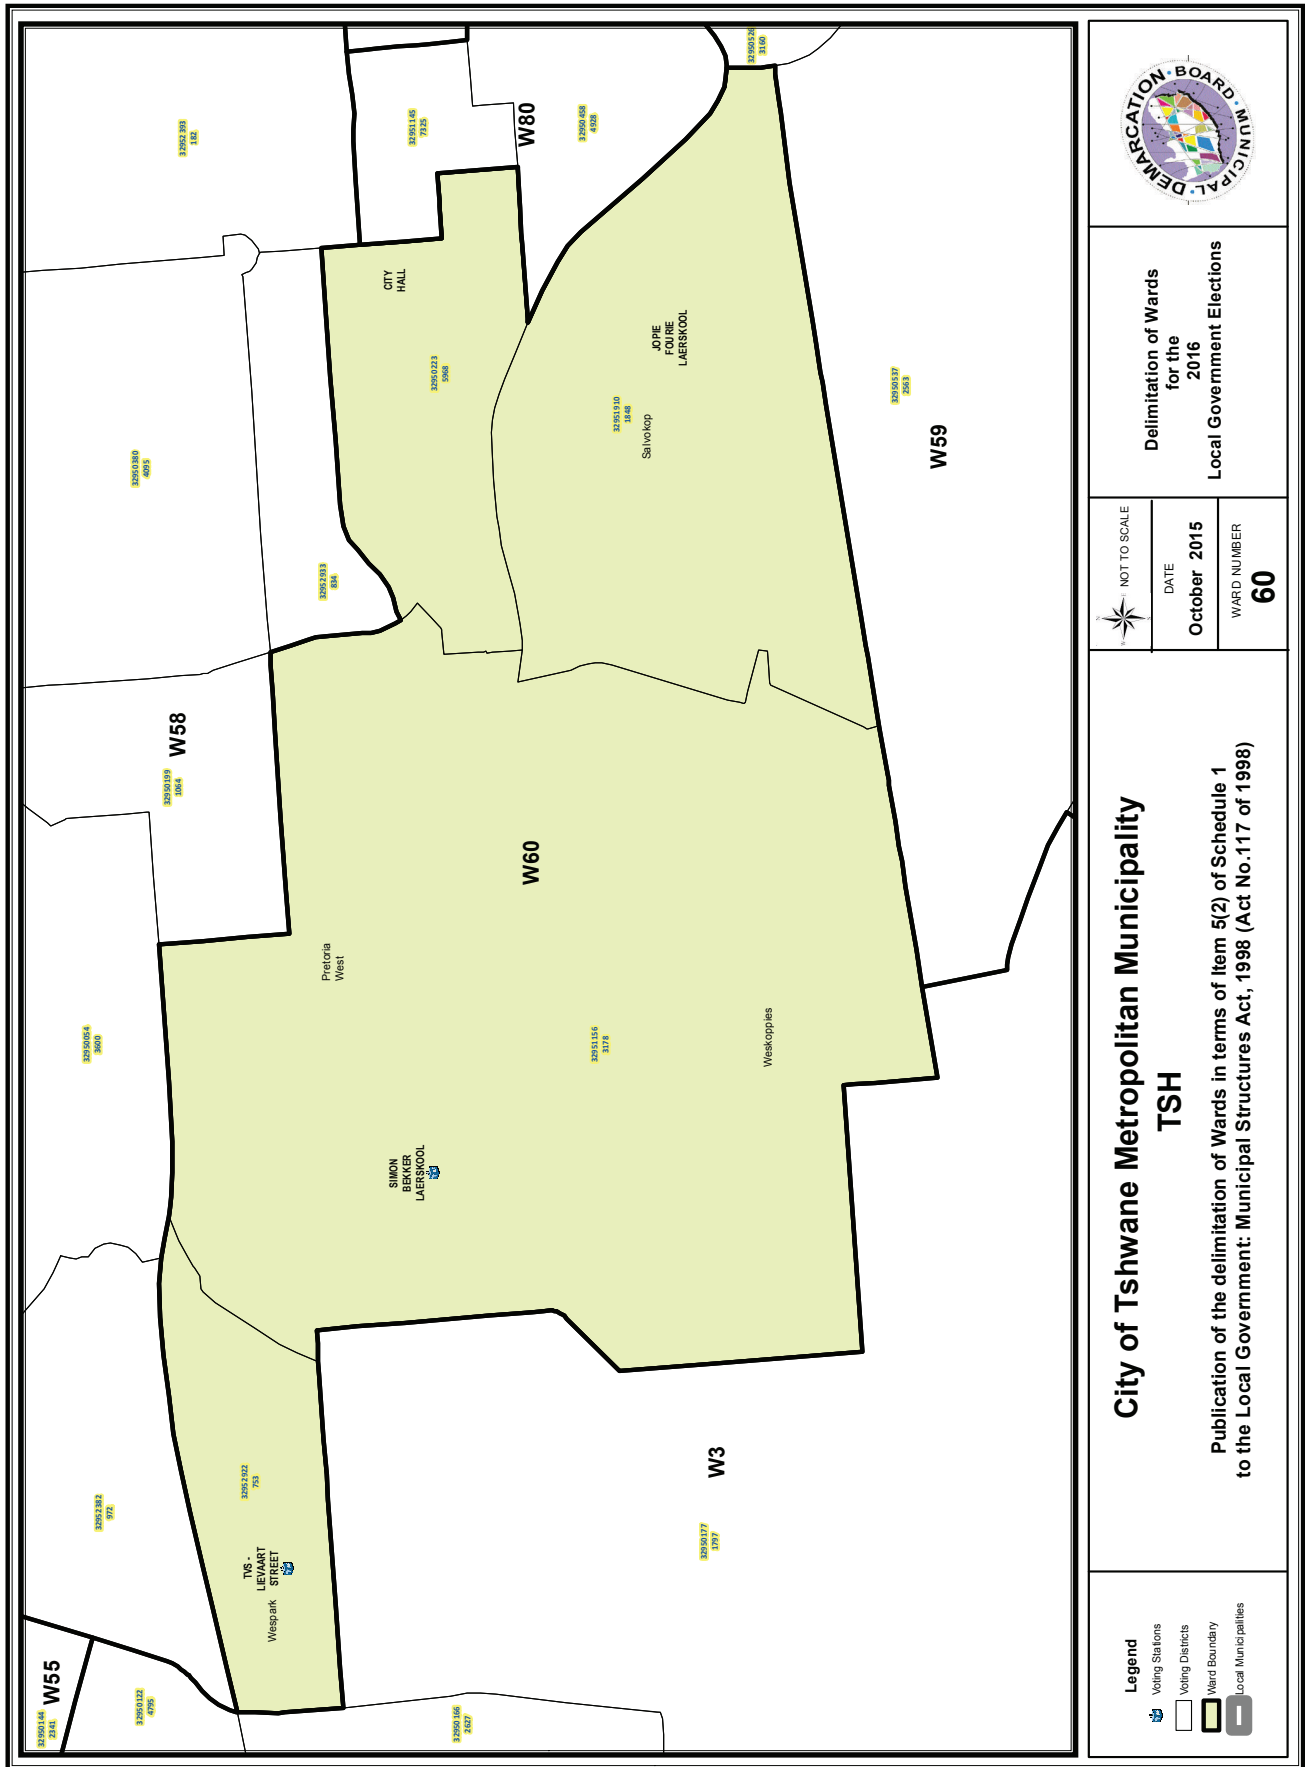 32950144
2341
W55
32950122
4795
32952382
972
32950054
3600
32950199
1064
W58
32950380
4095
32952393
182
32952933
834
32951145
7325
W80
32950458
4928
3160
CITY
HALL
32950223
5968
JOPIE
FOURIE
LAERSKOOL
32951910
1848
Salvokop
32950537
2563
W59
W60
Pretoria
West
32951156
3178
Weskoppies
SIMON
BEKKER
LAERSKOOL
32952922
753
TVS -
LIEVAART
STREET
Wespark
W3
32950177
1797
32950166
2627
Legend
Voting Stations
Voting Districts
Ward Boundary
Local Municipalities
City of Tshwane Metropolitan Municipality
TSH
Publication of the delimitation of Wards in terms of Item 5(2) of Schedule 1
to the Local Government: Municipal Structures Act, 1998 (Act No.117 of 1998)
NOT TO SCALE
DATE
October 2015
WARD NUMBER
60
Delimitation of Wards
for the
2016
Local Government Elections
MUNICIPAL • DEMARCATION • BOARD •